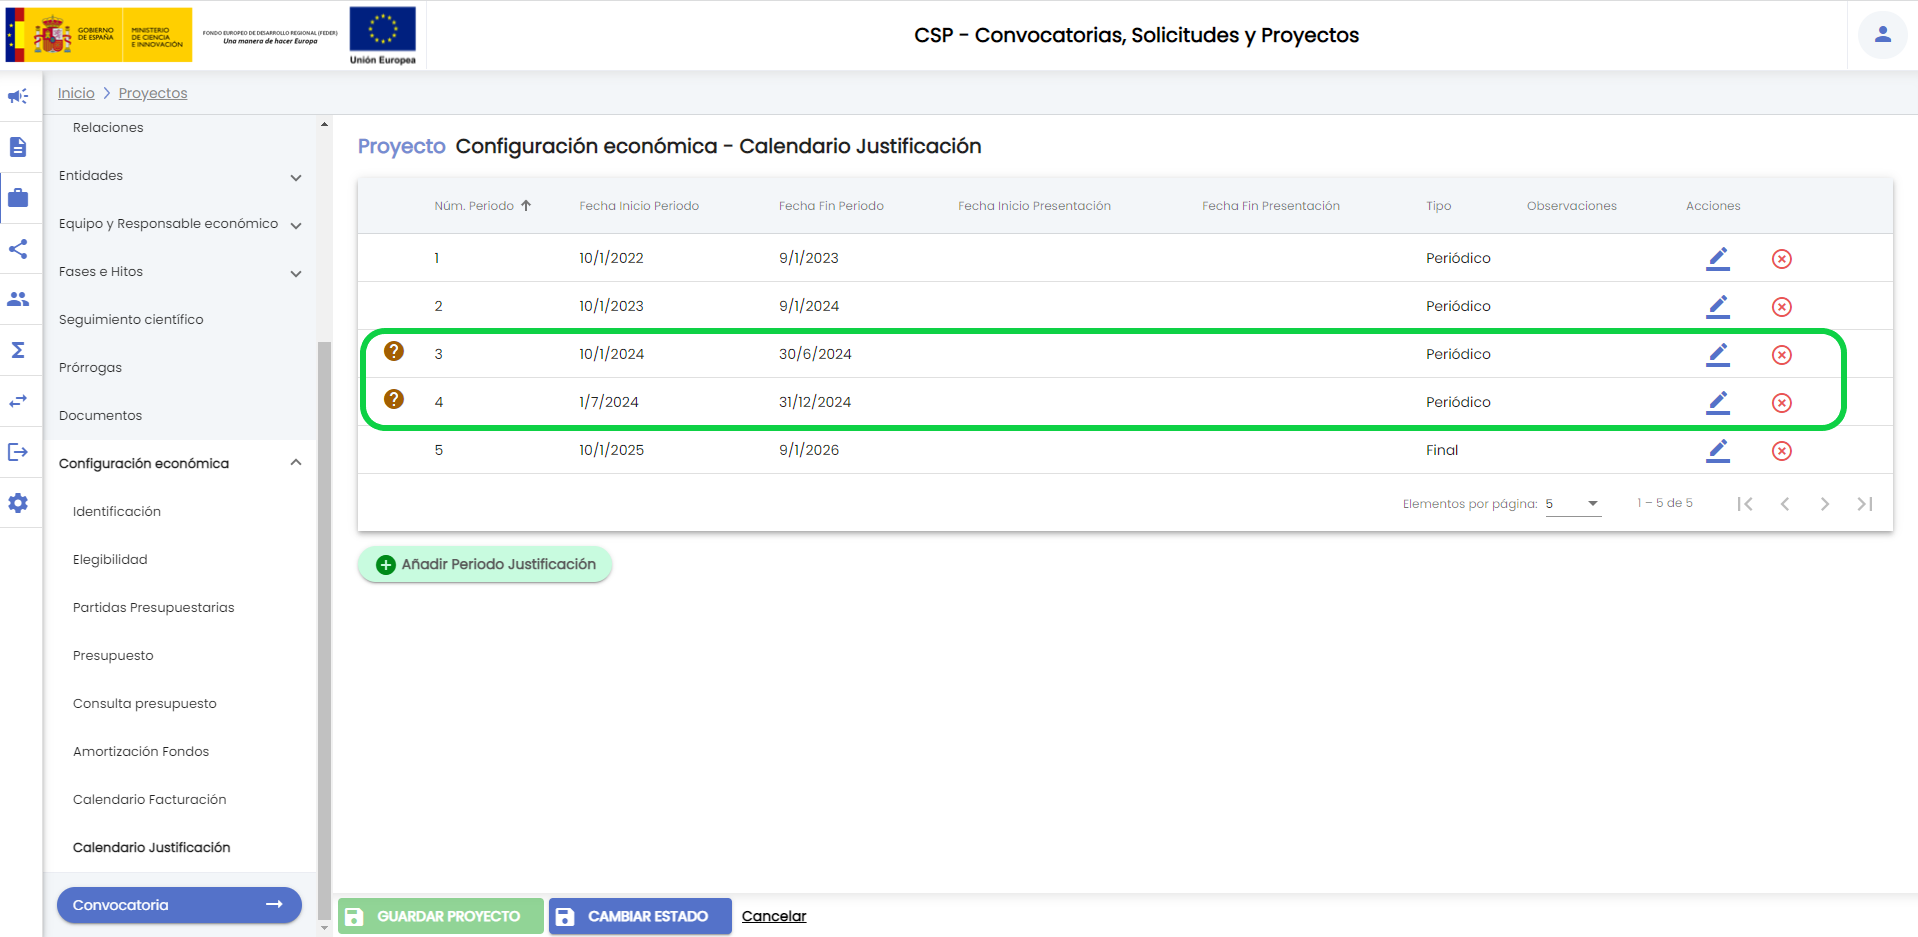 GOBIERNO DE ESPAÑA
MINISTERIO DE CIENCIA E INNOVACIÓN
FONDO EUROPEO DE DESARROLLO REGIONAL (FEDER)
Una manera de hacer Europa
Unión Europea
CSP - Convocatorias, Solicitudes y Proyectos
Inicio > Proyectos
Relaciones
Entidades
Equipo y Responsable económico
Fases e Hitos
Seguimiento científico
Prórrogas
Documentos
Configuración económica
Identificación
Elegibilidad
Partidas Presupuestarias
Presupuesto
Consulta presupuesto
Amortización Fondos
Calendario Facturación
Calendario Justificación
Convocatoria →
Proyecto Configuración económica - Calendario Justificación
Núm. Periodo ↑ Fecha Inicio Periodo Fecha Fin Periodo Fecha Inicio Presentación Fecha Fin Presentación Tipo Observaciones Acciones
1 10/1/2022 9/1/2023 Periódico
2 10/1/2023 9/1/2024 Periódico
? 3 10/1/2024 30/6/2024 Periódico
? 4 1/7/2024 31/12/2024 Periódico
5 10/1/2025 9/1/2026 Final
Elementos por página: 5 1 – 5 de 5
Añadir Periodo Justificación
GUARDAR PROYECTO CAMBIAR ESTADO Cancelar